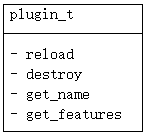 plugin_t
- reload
- destroy
- get_name
- get_features